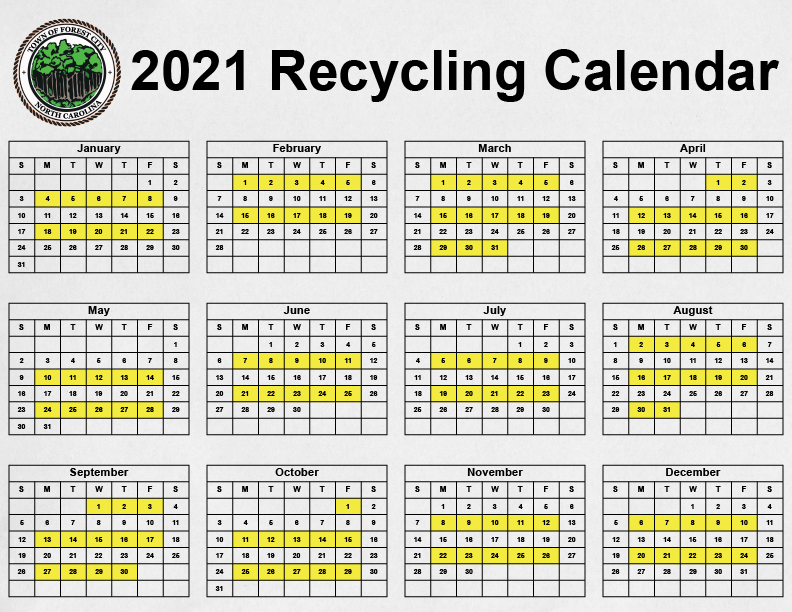 TOWN OF FOREST CITY
NORTH CAROLINA
2021 Recycling Calendar
January February March April
S M T W T F S S M T W T F S S M T W T F S S M T W T F S
1 2 1 2 3 4 5 6 1 2 3 4 5 6 1 2 3
3 4 5 6 7 8 9 7 8 9 10 11 12 13 7 8 9 10 11 12 13 4 5 6 7 8 9 10
10 11 12 13 14 15 16 14 15 16 17 18 19 20 14 15 16 17 18 19 20 11 12 13 14 15 16 17
17 18 19 20 21 22 23 21 22 23 24 25 26 27 21 22 23 24 25 26 27 18 19 20 21 22 23 24
24 25 26 27 28 29 30 28 28 29 30 31 25 26 27 28 29 30
31
May June July August
S M T W T F S S M T W T F S S M T W T F S S M T W T F S
1 1 2 3 4 5 1 2 3 1 2 3 4 5 6 7
2 3 4 5 6 7 8 6 7 8 9 10 11 12 4 5 6 7 8 9 10 8 9 10 11 12 13 14
9 10 11 12 13 14 15 13 14 15 16 17 18 19 11 12 13 14 15 16 17 15 16 17 18 19 20 21
16 17 18 19 20 21 22 20 21 22 23 24 25 26 18 19 20 21 22 23 24 22 23 24 25 26 27 28
23 24 25 26 27 28 29 27 28 29 30 25 26 27 28 29 30 29 30 31
30 31
September October November December
S M T W T F S S M T W T F S S M T W T F S S M T W T F S
1 2 3 4 1 2 1 2 3 4 5 6 1 2 3 4
5 6 7 8 9 10 11 3 4 5 6 7 8 9 7 8 9 10 11 12 13 5 6 7 8 9 10 11
12 13 14 15 16 17 18 10 11 12 13 14 15 16 14 15 16 17 18 19 20 12 13 14 15 16 17 18
19 20 21 22 23 24 25 17 18 19 20 21 22 23 21 22 23 24 25 26 27 19 20 21 22 23 24 25
26 27 28 29 30 24 25 26 27 28 29 30 28 29 30 26 27 28 29 30 31
31